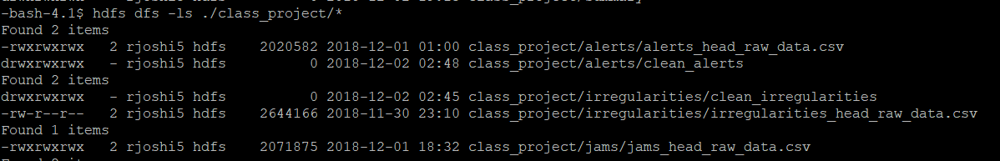 -bash-4.1$ hdfs dfs -ls ./class_project/*
Found 2 items
-rwxrwxrwx   2 rjoshi5 hdfs    2020582 2018-12-01 01:00 class_project/alerts/alerts_head_raw_data.csv
drwxrwxrwx   - rjoshi5 hdfs          0 2018-12-02 02:48 class_project/alerts/clean_alerts
Found 2 items
drwxrwxrwx   - rjoshi5 hdfs          0 2018-12-02 02:45 class_project/irregularities/clean_irregularities
-rw-r--r--   2 rjoshi5 hdfs    2644166 2018-11-30 23:10 class_project/irregularities/irregularities_head_raw_data.csv
Found 1 items
-rwxrwxrwx   2 rjoshi5 hdfs    2071875 2018-12-01 18:32 class_project/jams/jams_head_raw_data.csv